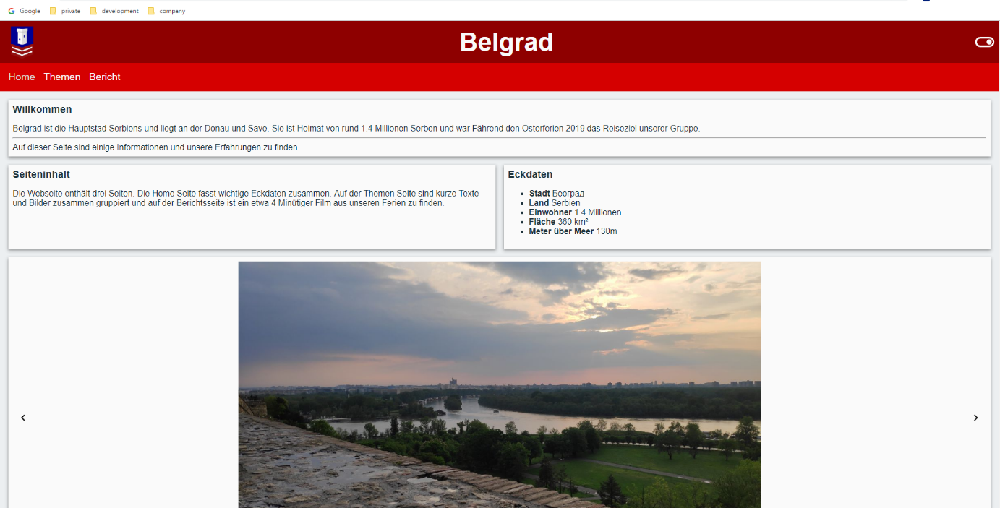 Google private development company
Belgrad
Home Themen Bericht
Willkommen
Belgrad ist die Hauptstad Serbiens und liegt an der Donau und Save. Sie ist Heimat von rund 1.4 Millionen Serben und war Fährend den Osterferien 2019 das Reiseziel unserer Gruppe.
Auf dieser Seite sind einige Informationen und unsere Erfahrungen zu finden.
Seiteninhalt
Die Webseite enthält drei Seiten. Die Home Seite fasst wichtige Eckdaten zusammen. Auf der Themen Seite sind kurze Texte
und Bilder zusammen gruppiert und auf der Berichtsseite ist ein etwa 4 Minütiger Film aus unseren Ferien zu finden.
Eckdaten
Stadt Београд
Land Serbien
Einwohner 1.4 Millionen
Fläche 360 km²
Meter über Meer 130m